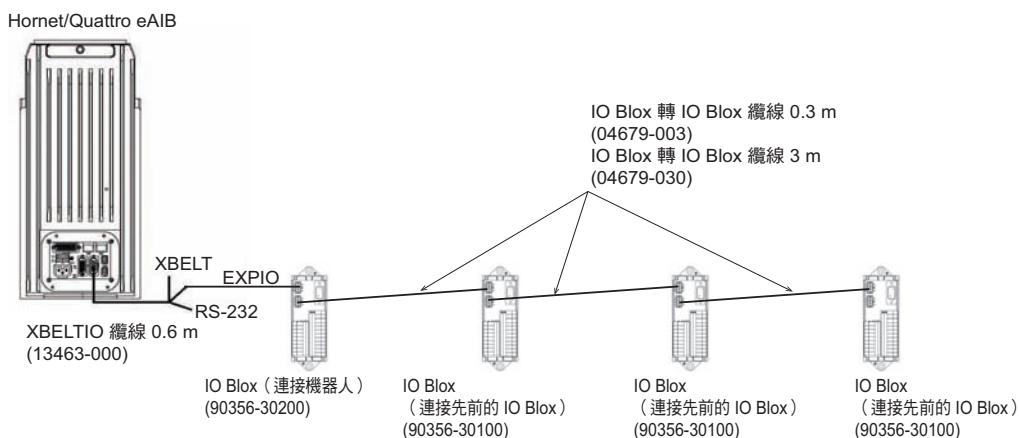 Hornet/Quattro eAIB
IO Blox 轉 IO Blox 纜線 0.3 m
(04679-003)
IO Blox 轉 IO Blox 纜線 3 m
(04679-030)
XBELT
EXPIO
RS-232
XBELTIO 纜線 0.6 m
(13463-000)
IO Blox（連接機器人）
(90356-30200)
IO Blox
（連接先前的 IO Blox）
(90356-30100)
IO Blox
（連接先前的 IO Blox）
(90356-30100)
IO Blox
（連接先前的 IO Blox）
(90356-30100)